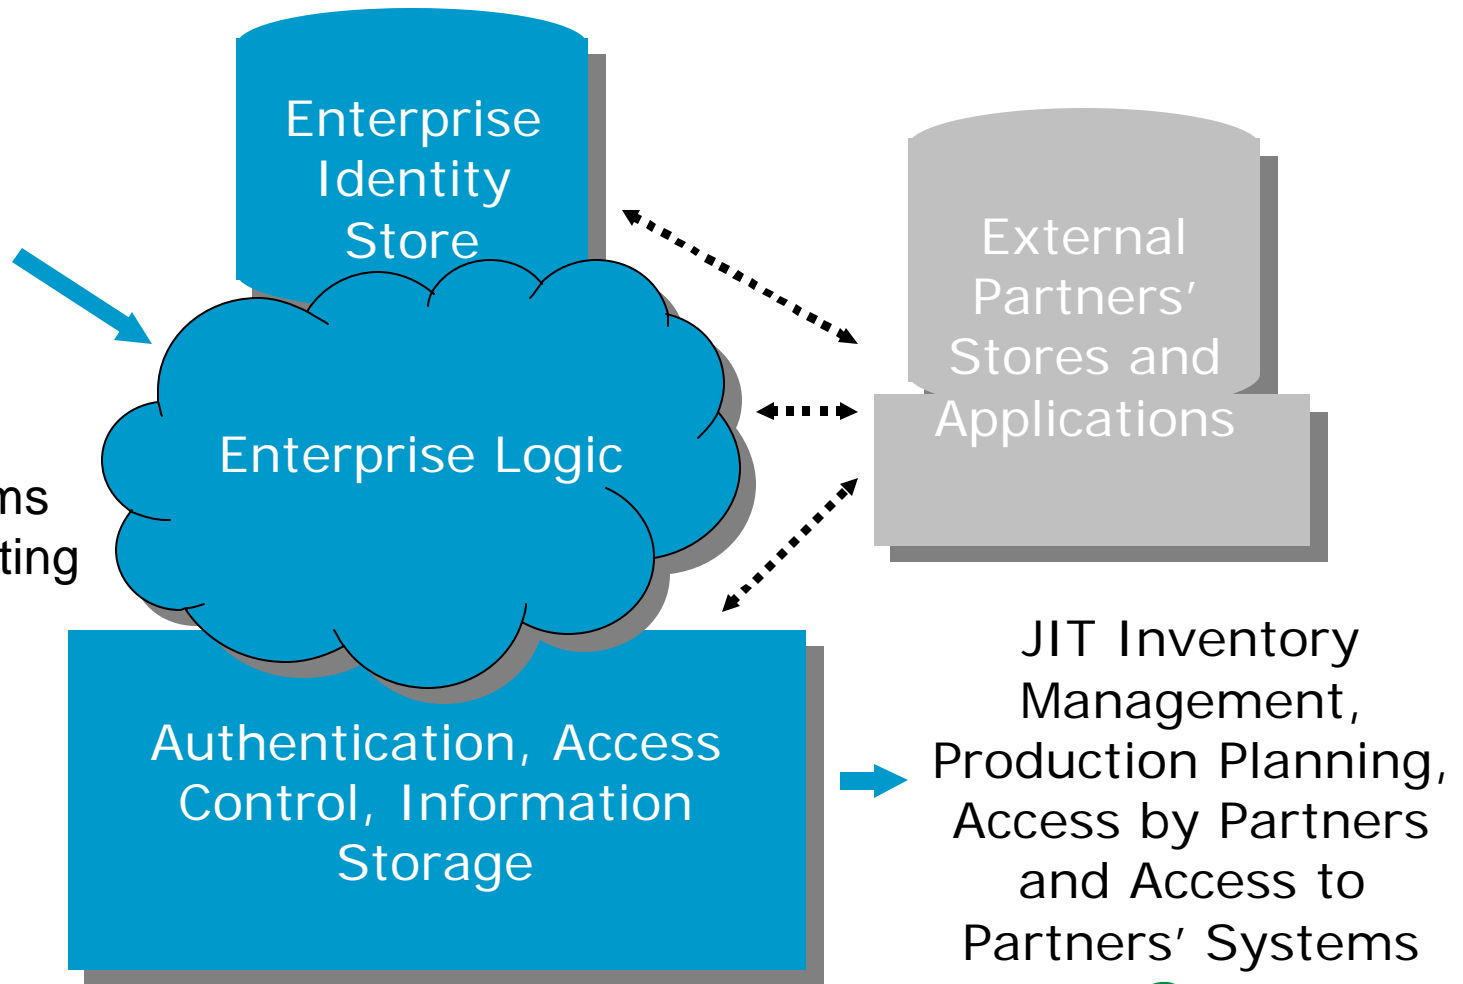 Enterprise
Identity
Store
External
Partners’
Stores and
Applications
Enterprise Logic
Authentication, Access
Control, Information
Storage
JIT Inventory
Management,
Production Planning,
Access by Partners
and Access to
Partners’ Systems